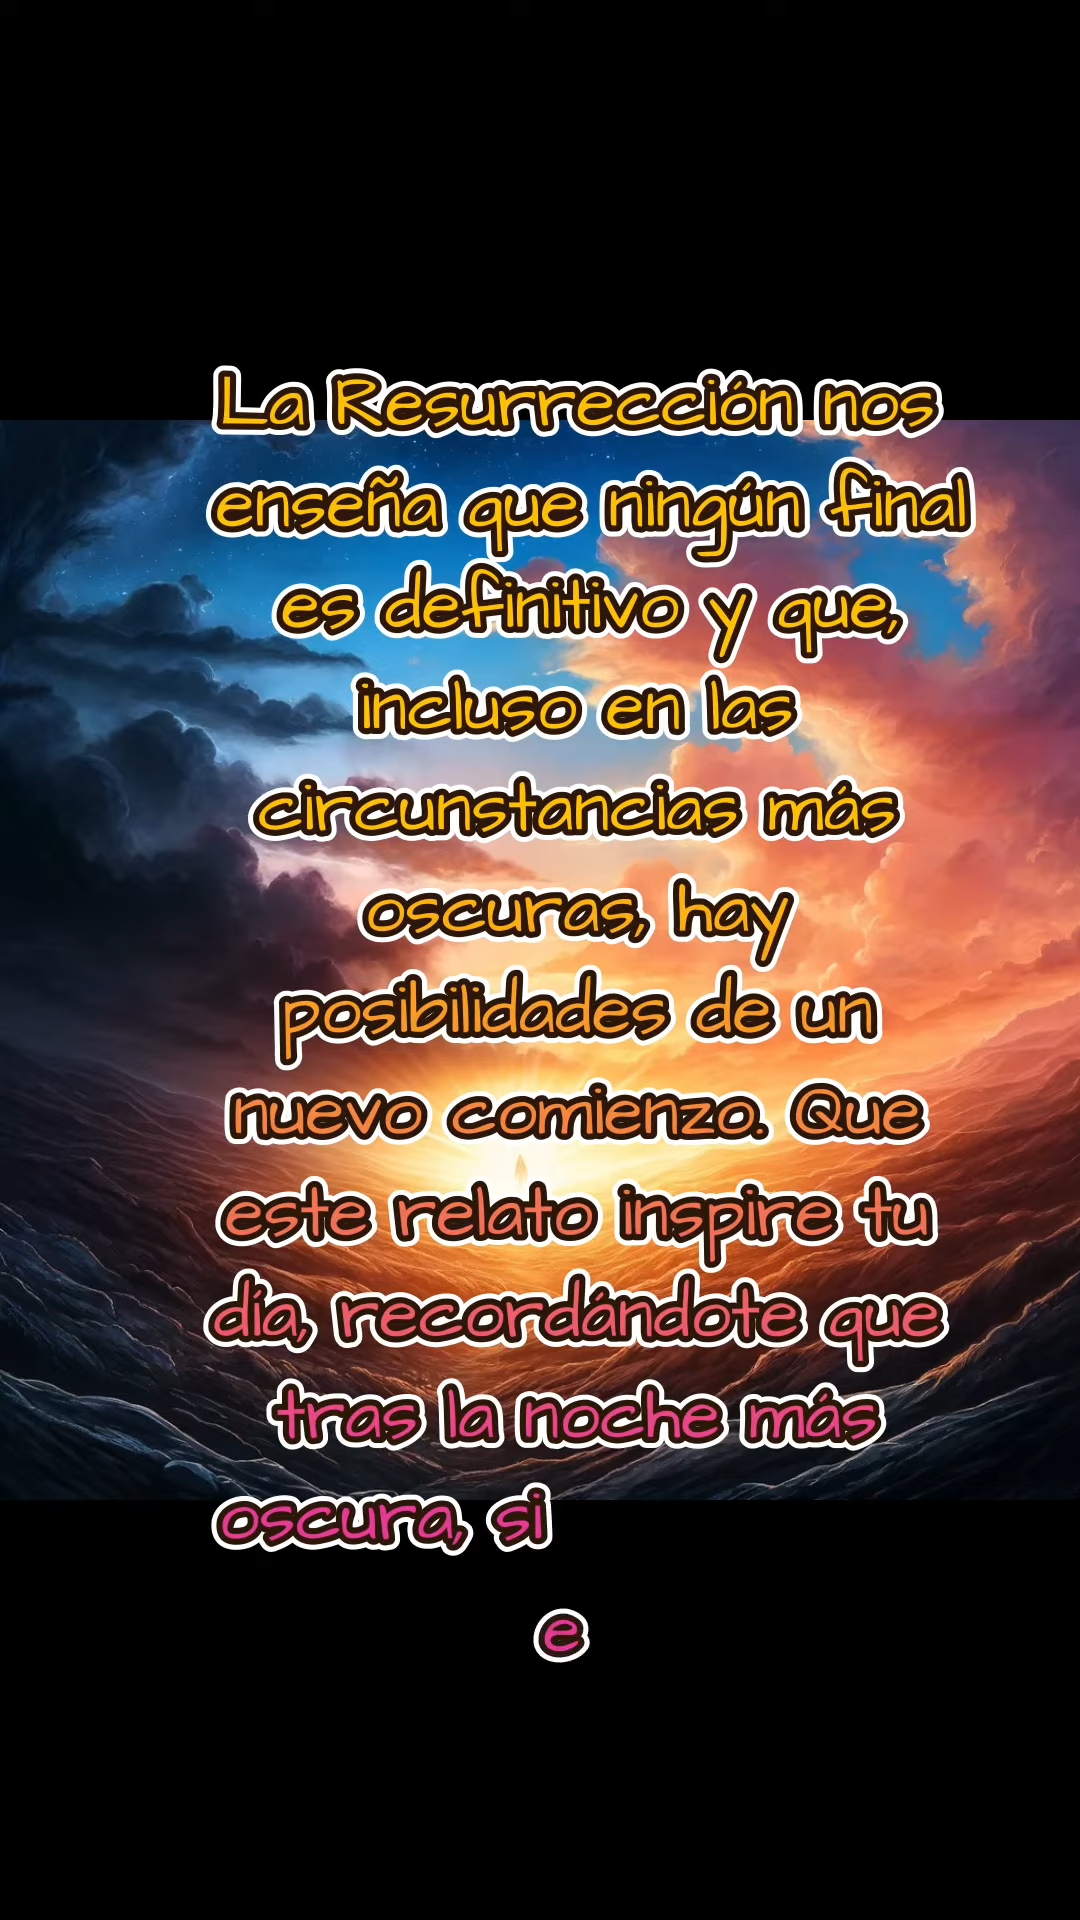 La Resurrección nos
enseña que ningún final
es definitivo y que,
incluso en las
circunstancias más
oscuras, hay
posibilidades de un
nuevo comienzo. Que
este relato inspire tu
día, recordándote que
tras la noche más
oscura, si
e